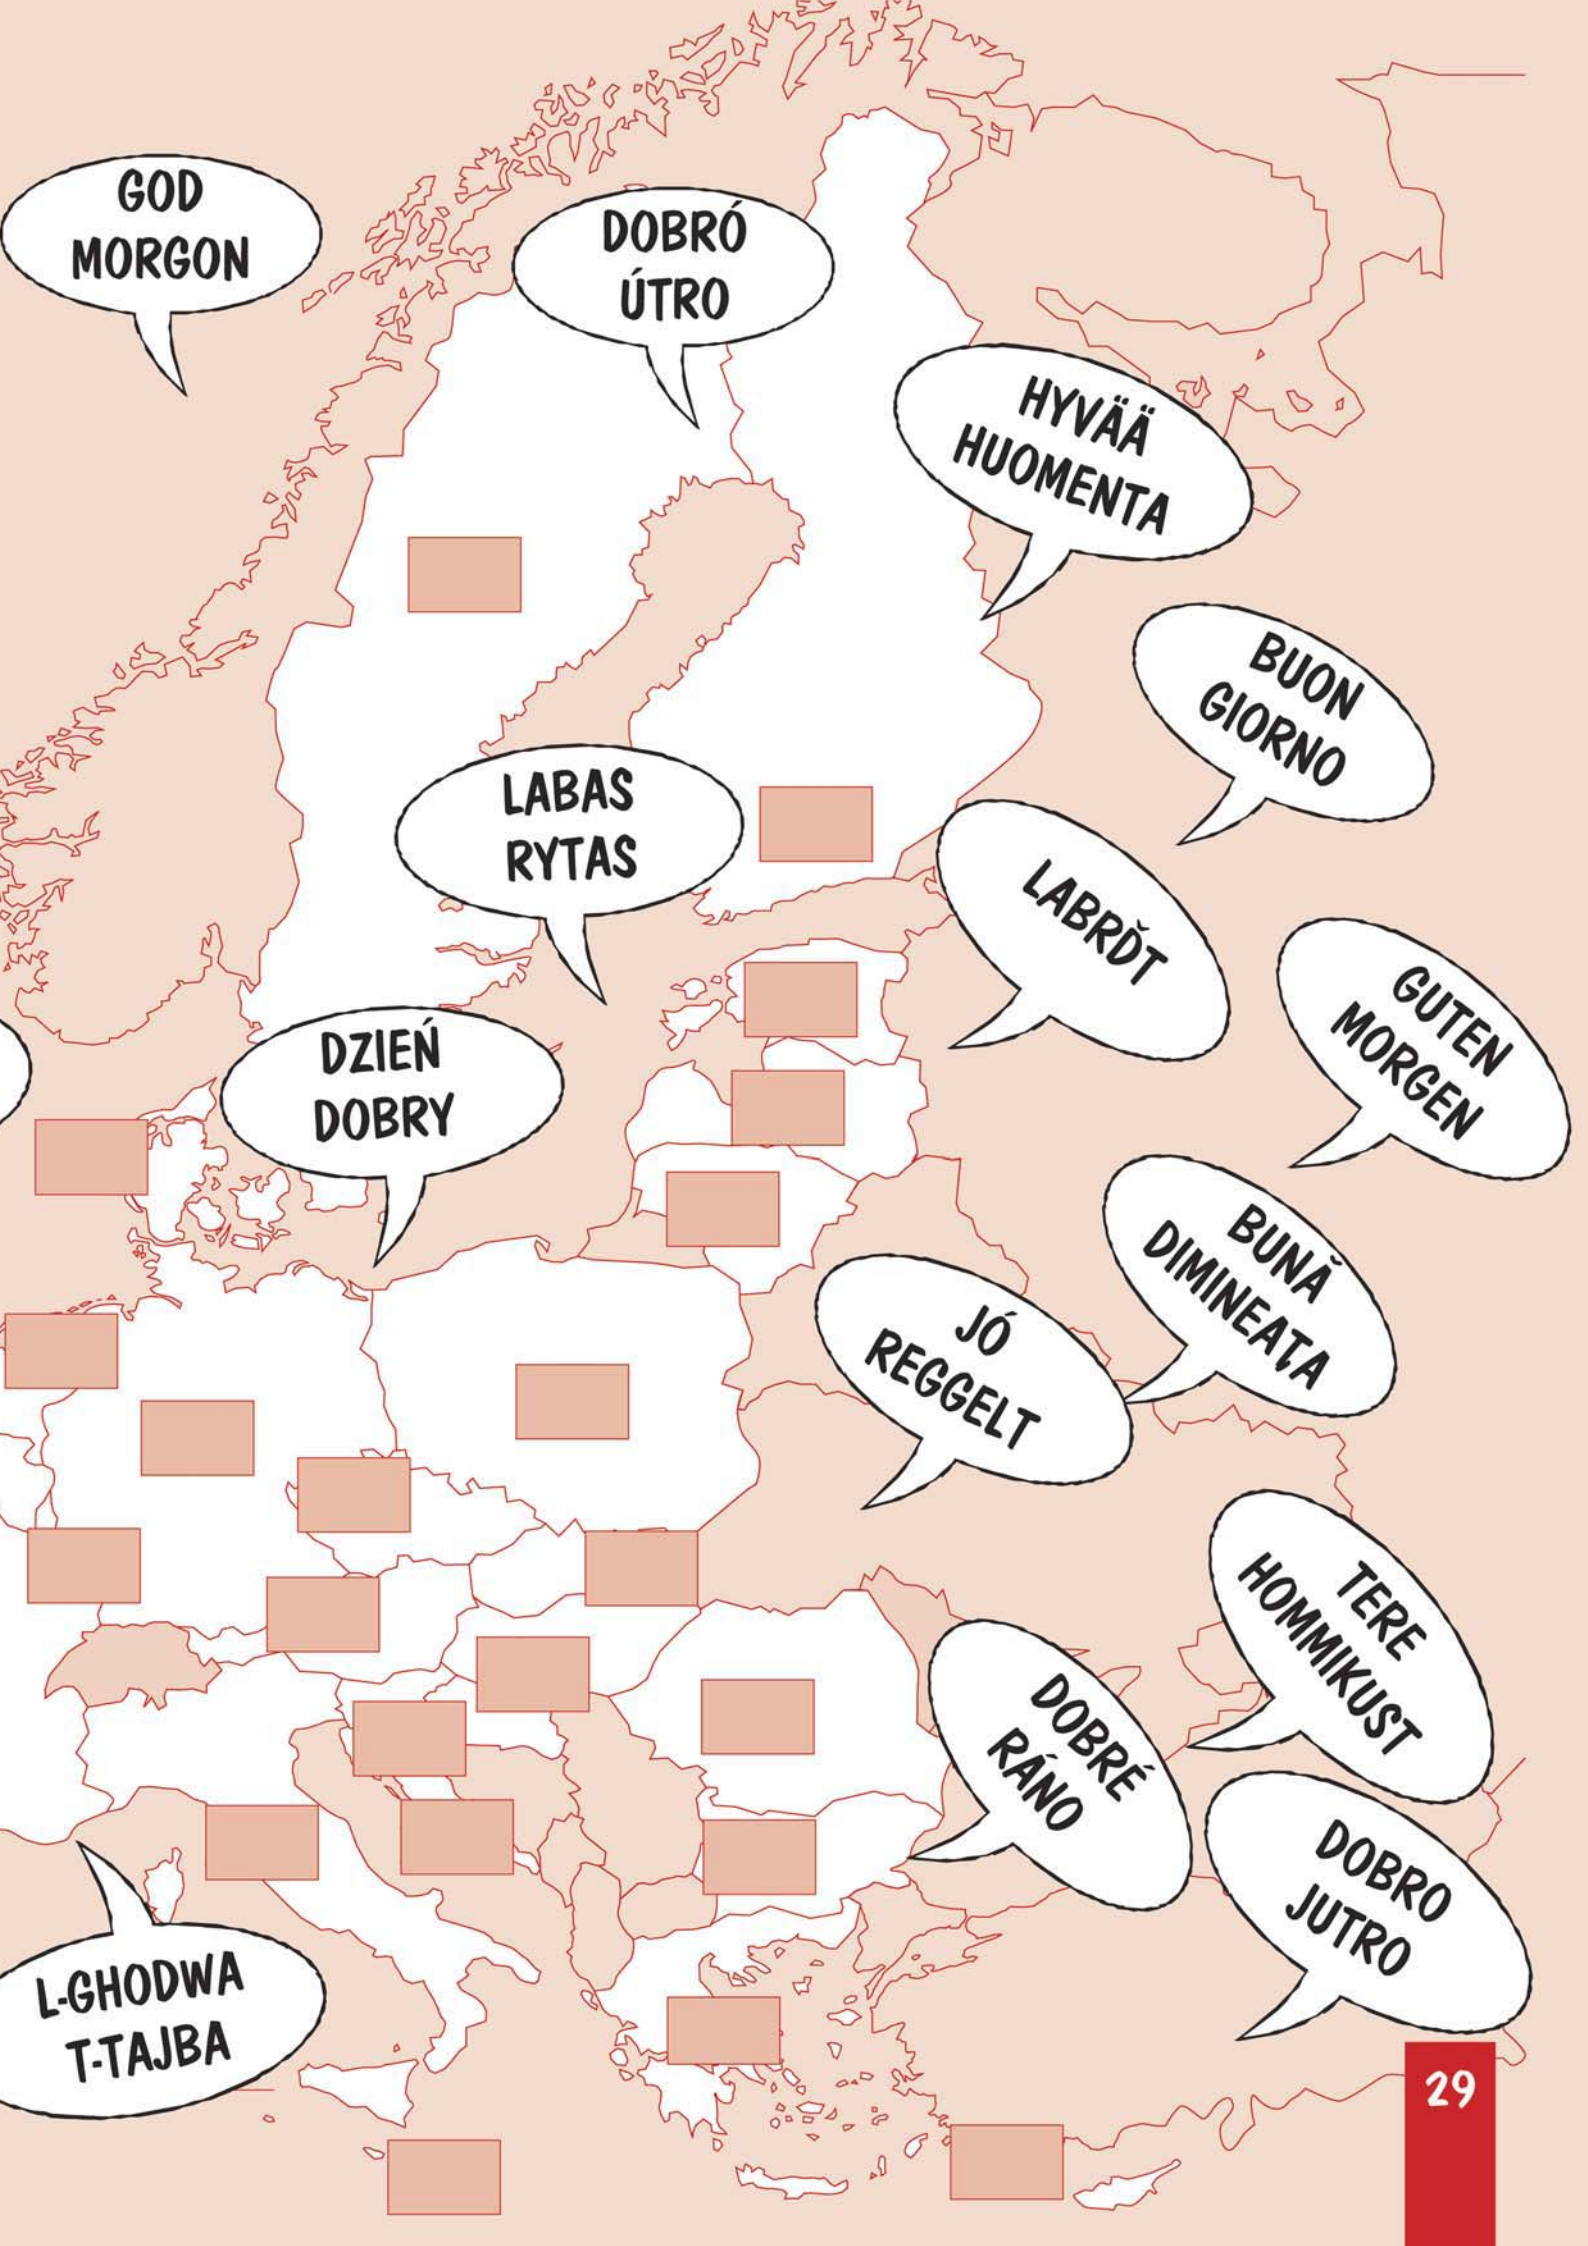 GOD
MORGON
DOBRÓ
ÚTRO
HYVÄÄ
HUOMENTA
BUON
GIORNO
LABAS
RYTAS
LABRĎT
GUTEN
MORGEN
DZIEŃ
DOBRY
BUNĂ
DIMINEAŢA
JÓ
REGGELT
TERE
HOMMIKUST
DOBRÉ
RÁNO
DOBRO
JUTRO
L-GHODWA
T-TAJBA
29